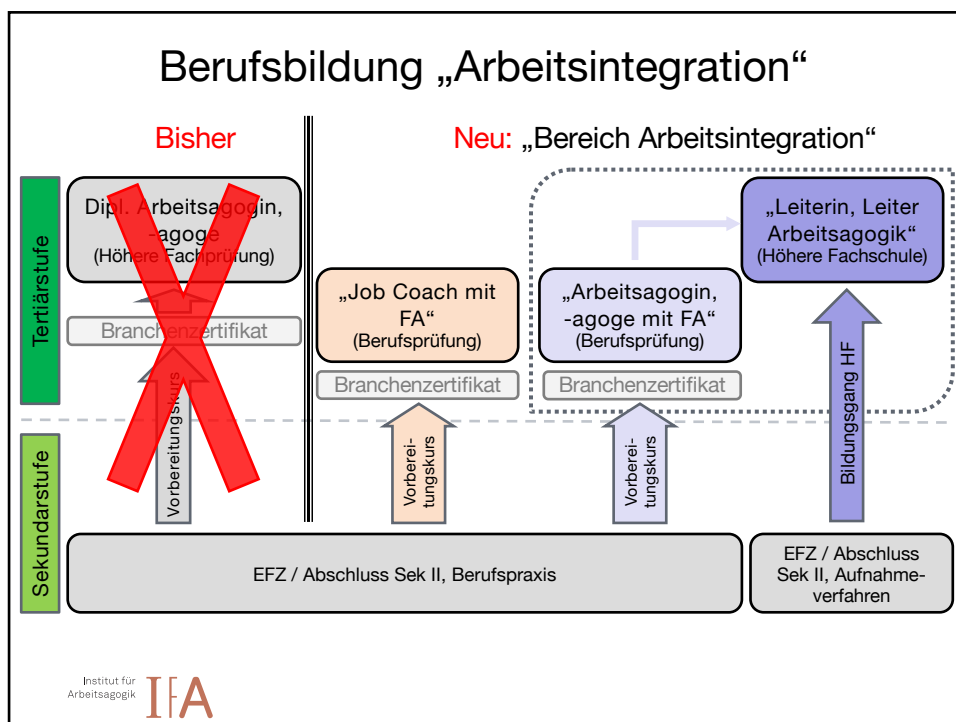 Berufsbildung „Arbeitsintegration“
Bisher
Neu: „Bereich Arbeitsintegration“
Tertiärstufe
Dipl. Arbeitsagogin,
-agoge
(Höhere Fachprüfung)
Branchenzertifikat
Vorbereitungskurs
„Job Coach mit
FA“
(Berufsprüfung)
Branchenzertifikat
Vorberei-
tungskurs
„Arbeitsagogin,
-agoge mit FA“
(Berufsprüfung)
Branchenzertifikat
Vorberei-
tungskurs
„Leiterin, Leiter
Arbeitsagogik“
(Höhere Fachschule)
Bildungsgang HF
Sekundarstufe
EFZ / Abschluss Sek II, Berufspraxis
EFZ / Abschluss
Sek II, Aufnahme-
verfahren
Institut für
Arbeitsagogik
IFA